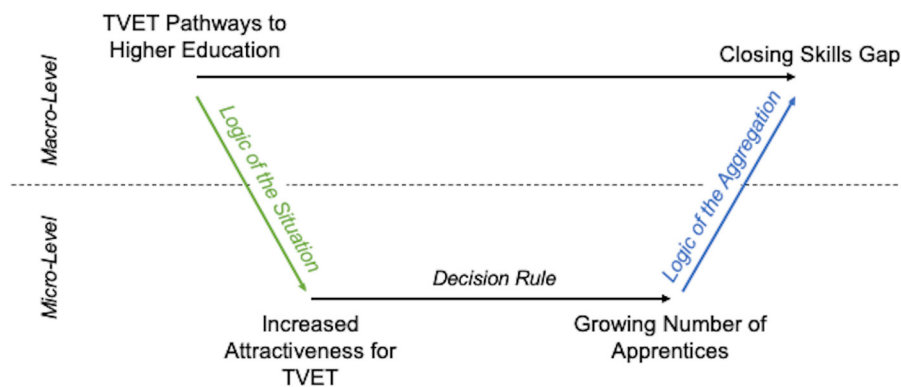 TVET Pathways to
Higher Education
Closing Skills Gap
Macro-Level
Logic of the Situation
Logic of the Aggregation
Micro-Level
Decision Rule
Increased
Attractiveness for
TVET
Growing Number of
Apprentices